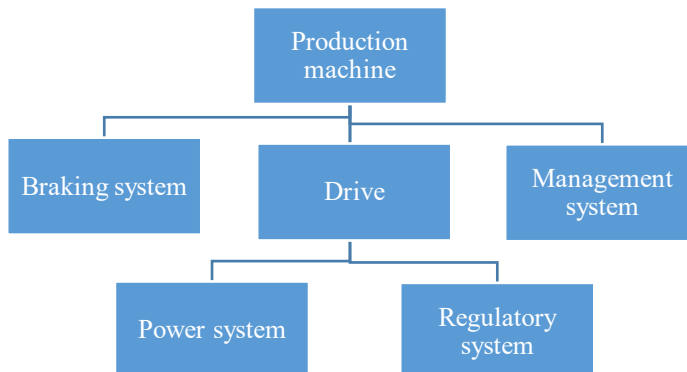 Production
machine
Braking system
Drive
Management
system
Power system
Regulatory
system